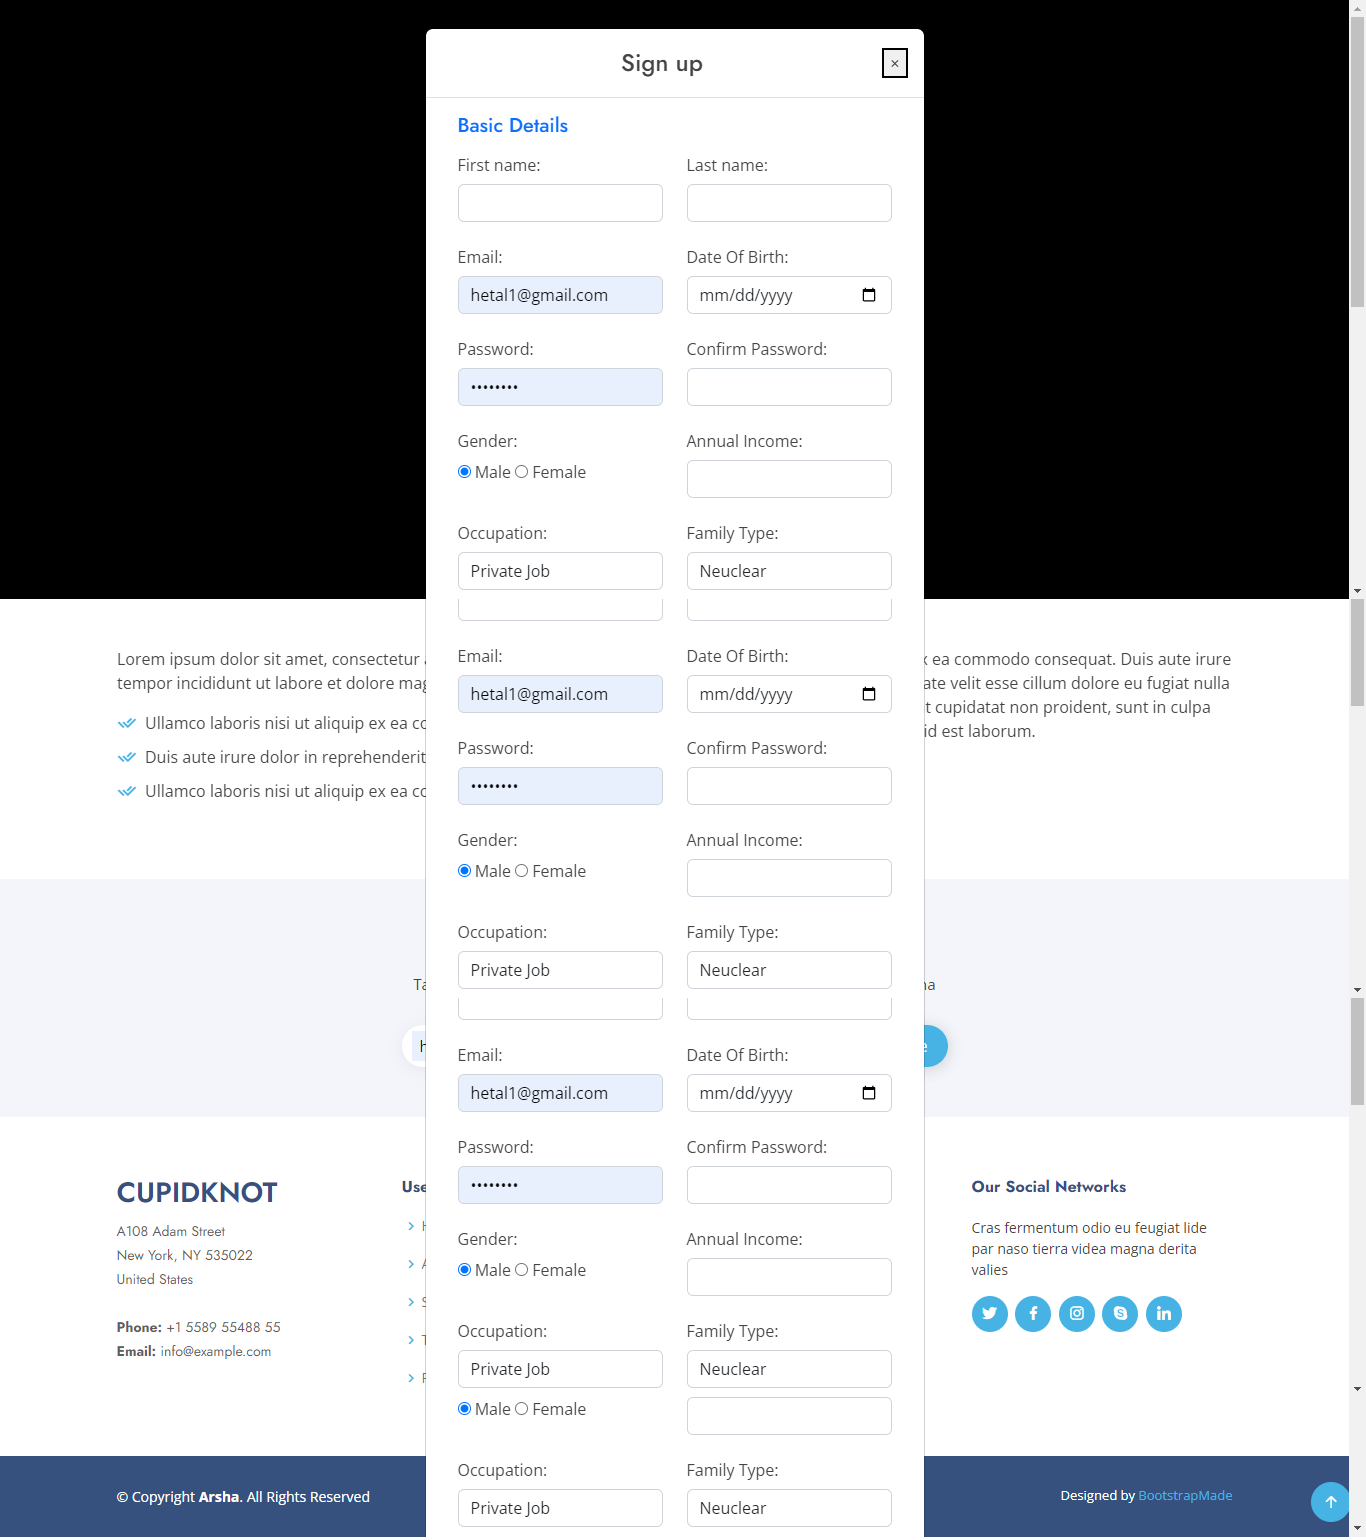 Sign up
×
Basic Details
First name: Last name:
Email: Date Of Birth:
hetal1@gmail.com mm/dd/yyyy
Password: Confirm Password:
••••••••
Gender: Annual Income:
Male Female
Occupation: Family Type:
Private Job Neuclear
Lorem ipsum dolor sit amet, consectetur
tempor incididunt ut labore et dolore
Ullamco laboris nisi ut aliquip ex ea
Duis aute irure dolor in reprehenderit
Ullamco laboris nisi ut aliquip ex ea
Email: Date Of Birth:
hetal1@gmail.com mm/dd/yyyy
Password: Confirm Password:
••••••••
Gender: Annual Income:
Male Female
Occupation: Family Type:
Private Job Neuclear
ea commodo consequat. Duis aute irure
velit esse cillum dolore eu fugiat nulla
cupidatat non proident, sunt in culpa
id est laborum.
Email: Date Of Birth:
hetal1@gmail.com mm/dd/yyyy
Password: Confirm Password:
••••••••
Gender: Annual Income:
Male Female
Occupation: Family Type:
Private Job Neuclear
Male Female
Occupation: Family Type:
Private Job Neuclear
CUPIDKNOT
A108 Adam Street
New York, NY 535022
United States
Phone: +1 5589 55488 55
Email: info@example.com
Our Social Networks
Cras fermentum odio eu feugiat lide
par naso tierra videa magna derita
valies
© Copyright Arsha. All Rights Reserved
Designed by BootstrapMade